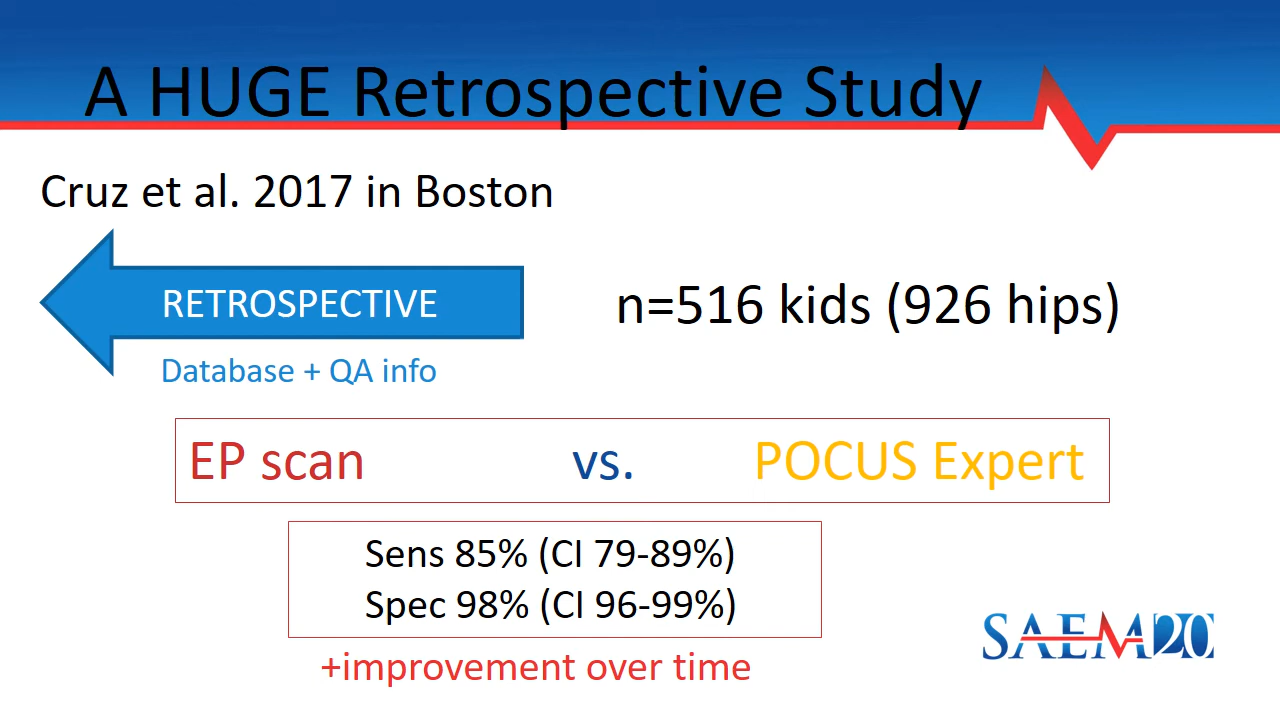 A HUGE Retrospective Study
Cruz et al. 2017 in Boston
RETROSPECTIVE
n=516 kids (926 hips)
Database + QA info
EP scan vs. POCUS Expert
Sens 85% (CI 79-89%)
Spec 98% (CI 96-99%)
+improvement over time
SAEM20